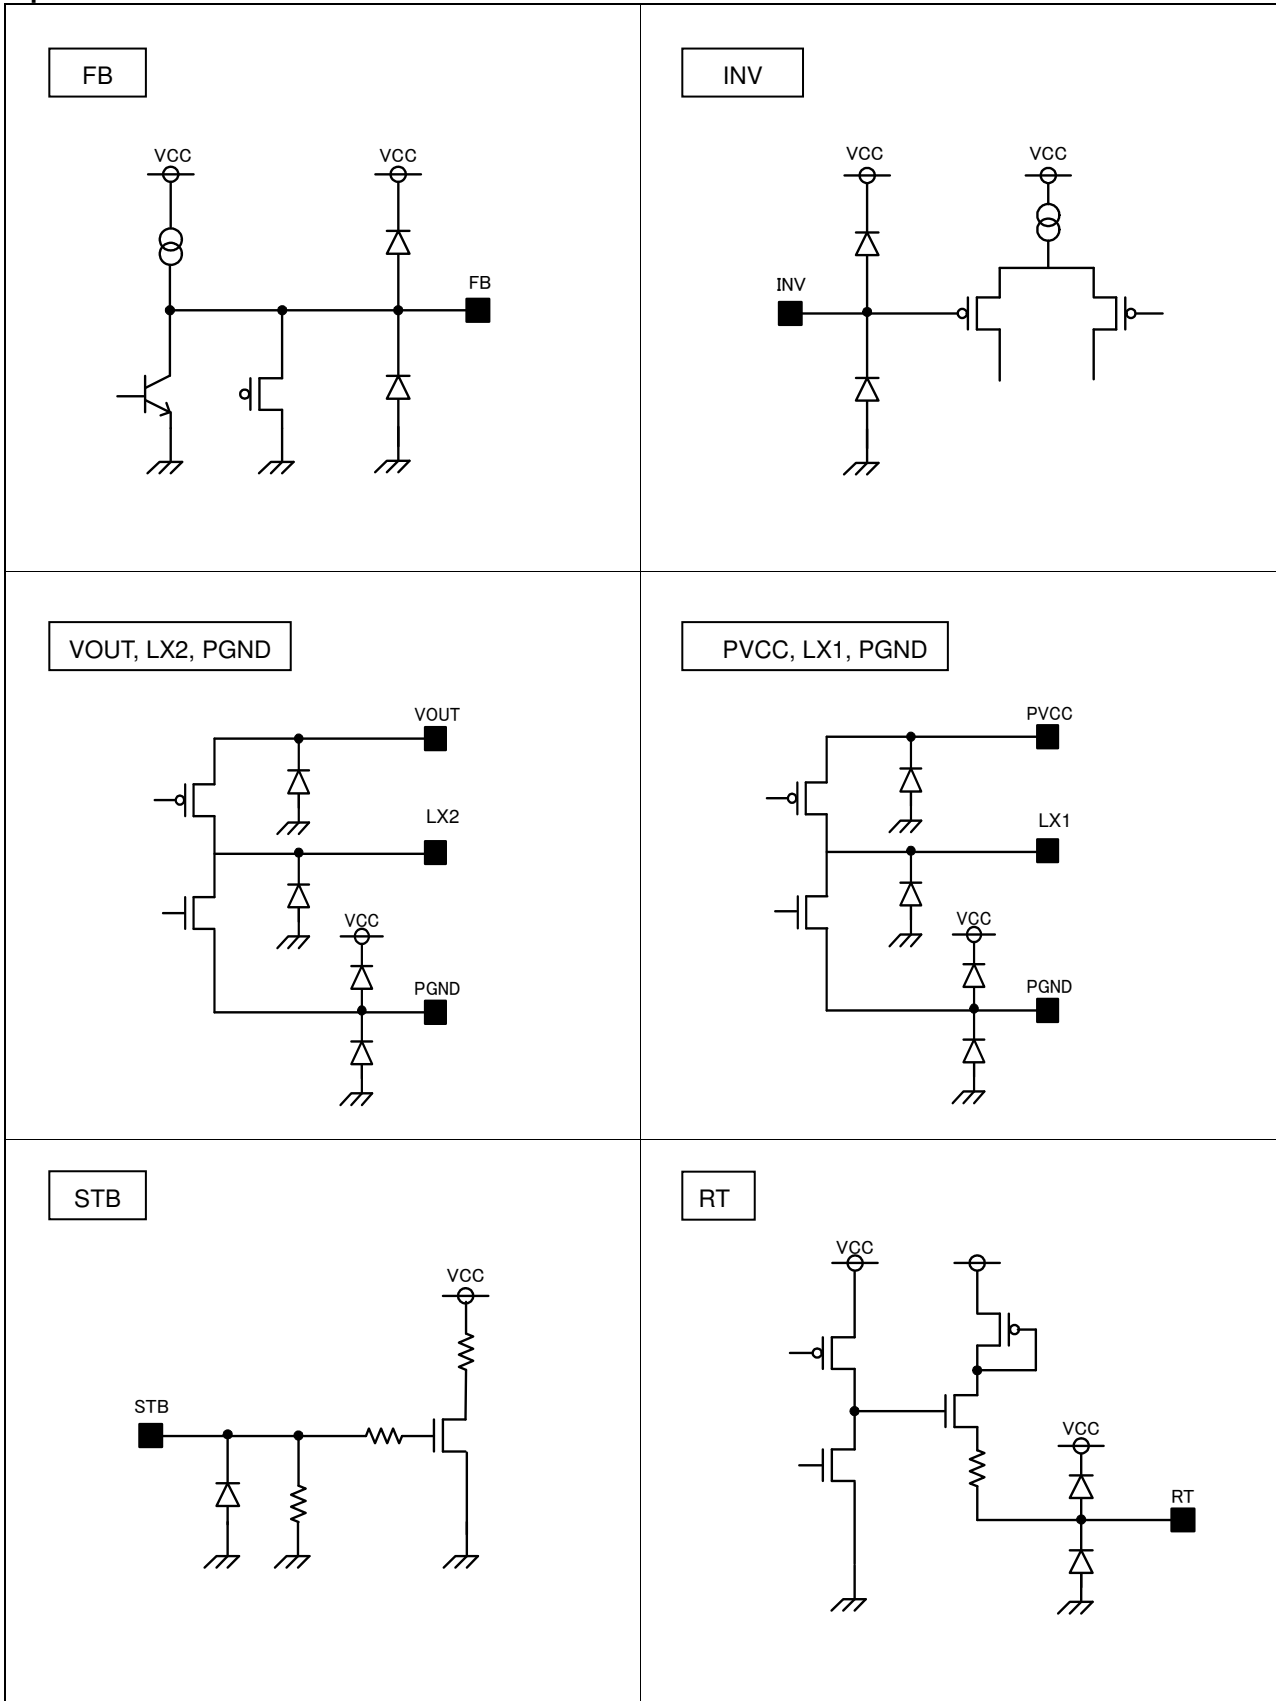 FB
VCC
VCC
FB
INV
VCC
VCC
INV
VOUT, LX2, PGND
VOUT
LX2
VCC
PGND
PVCC, LX1, PGND
PVCC
LX1
VCC
PGND
STB
VCC
STB
RT
VCC
VCC
RT